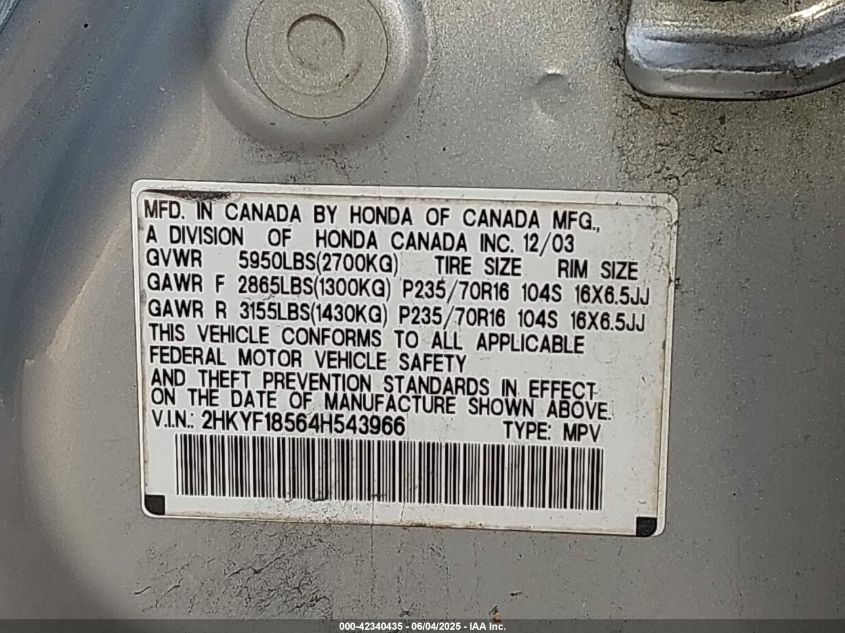 MFD. IN CANADA BY HONDA OF CANADA MFG.,
A DIVISION OF HONDA CANADA INC. 12/03
GVWR 5950LBS(2700KG) TIRE SIZE RIM SIZE
GAWR F 2865LBS(1300KG) P235/70R16 104S 16X6.5JJ
GAWR R 3155LBS(1430KG) P235/70R16 104S 16X6.5JJ
THIS VEHICLE CONFORMS TO ALL APPLICABLE
FEDERAL MOTOR VEHICLE SAFETY
AND THEFT PREVENTION STANDARDS IN EFFECT
ON THE DATE OF MANUFACTURE SHOWN ABOVE.
V.I.N.: 2HKYF18564H543966 TYPE: MPV
000-42340435 - 06/04/2025 - IAA Inc.